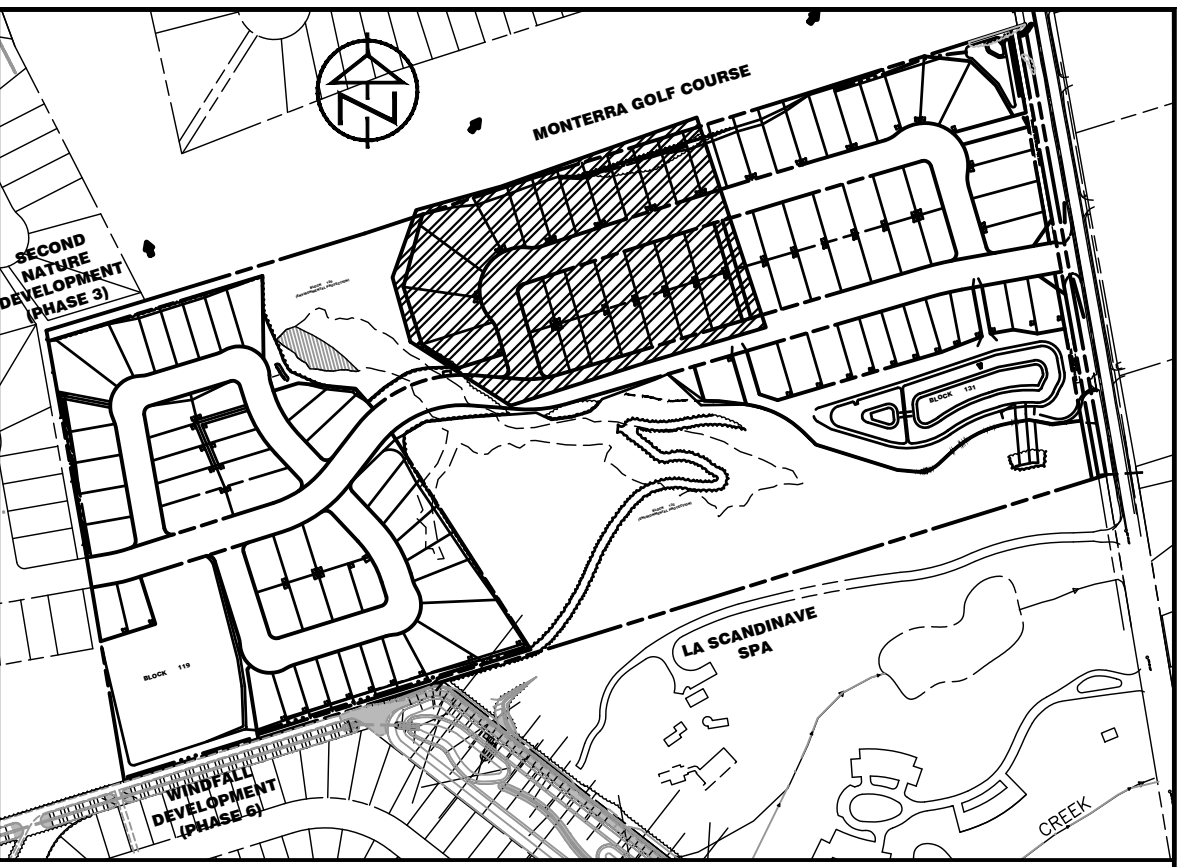 MONTERRA GOLF COURSE
SECOND
NATURE
DEVELOPMENT
(PHASE 3)
BLOCK 131
LA SCANDINAVE
SPA
BLOCK 119
WINDFALL
DEVELOPMENT
(PHASE 6)
CREEK